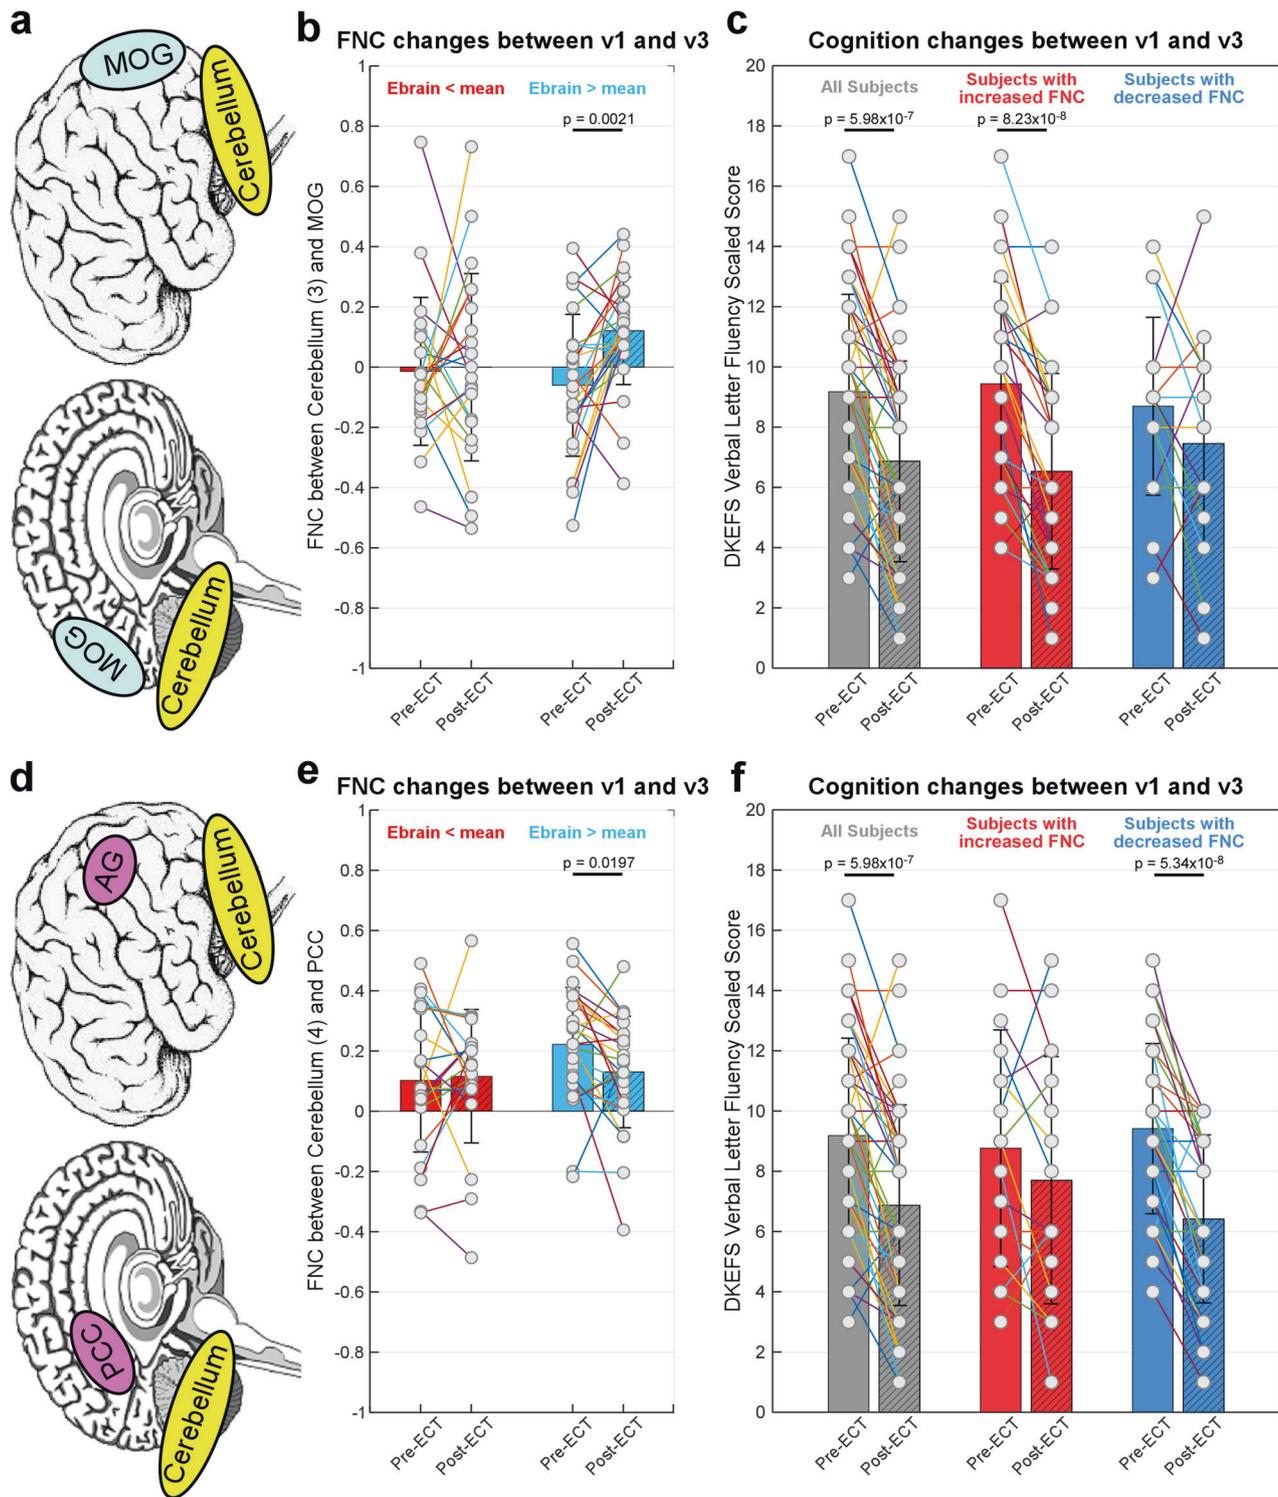 a
MOG
Cerebellum
MOG
Cerebellum
b
FNC changes between v1 and v3
FNC between Cerebellum (3) and MOG
1
0.8
0.6
0.4
0.2
0
-0.2
-0.4
-0.6
-0.8
-1
Ebrain < mean
Ebrain > mean
p = 0.0021
Pre-ECT
Post-ECT
Pre-ECT
Post-ECT
c
Cognition changes between v1 and v3
DKEFS Verbal Letter Fluency Scaled Score
20
18
16
14
12
10
8
6
4
2
0
All Subjects
Subjects with
increased FNC
Subjects with
decreased FNC
p = 5.98x10-7
p = 8.23x10-8
Pre-ECT
Post-ECT
Pre-ECT
Post-ECT
Pre-ECT
Post-ECT
d
AG
Cerebellum
PCC
Cerebellum
e
FNC changes between v1 and v3
FNC between Cerebellum (4) and PCC
1
0.8
0.6
0.4
0.2
0
-0.2
-0.4
-0.6
-0.8
-1
Ebrain < mean
Ebrain > mean
p = 0.0197
Pre-ECT
Post-ECT
Pre-ECT
Post-ECT
f
Cognition changes between v1 and v3
DKEFS Verbal Letter Fluency Scaled Score
20
18
16
14
12
10
8
6
4
2
0
All Subjects
Subjects with
increased FNC
Subjects with
decreased FNC
p = 5.98x10-7
p = 5.34x10-8
Pre-ECT
Post-ECT
Pre-ECT
Post-ECT
Pre-ECT
Post-ECT